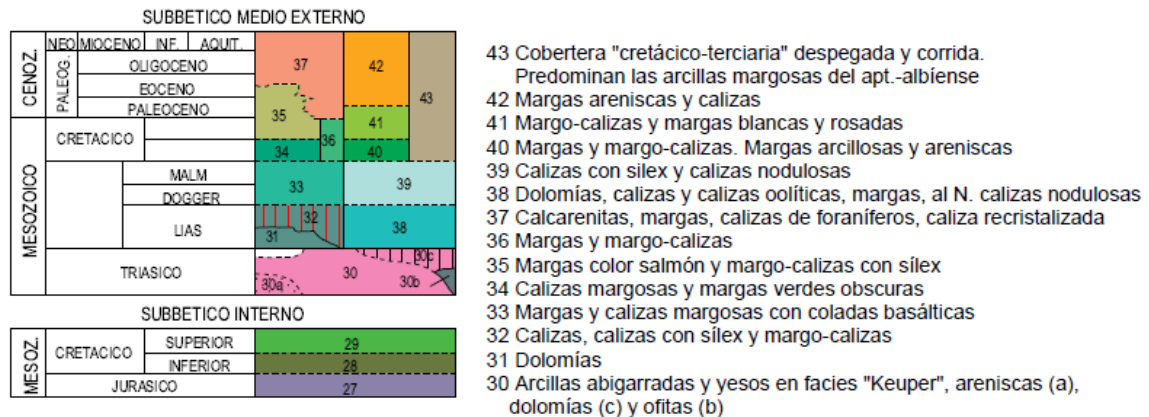 SUBBETICO MEDIO EXTERNO
CENOZ.
PALEOG.
NEO
MIOCENO
INF.
AQUIT.
OLIGOCENO
EOCENO
PALEOCENO
MESOZOICO
CRETACICO
MALM
DOGGER
LIAS
TRIASICO
37
42
43
35
41
36
34
40
33
39
32
31
38
30c
30
30a
30b
SUBBETICO INTERNO
MESOZ.
CRETACICO
SUPERIOR
29
INFERIOR
28
JURASICO
27
43 Cobertera "cretácico-terciaria" despegada y corrida.
Predominan las arcillas margosas del apt.-albíense
42 Margas areniscas y calizas
41 Margo-calizas y margas blancas y rosadas
40 Margas y margo-calizas. Margas arcillosas y areniscas
39 Calizas con silex y calizas nodulosas
38 Dolomías, calizas y calizas oolíticas, margas, al N. calizas nodulosas
37 Calcarenitas, margas, calizas de foraníferos, caliza recristalizada
36 Margas y margo-calizas
35 Margas color salmón y margo-calizas con sílex
34 Calizas margosas y margas verdes obscuras
33 Margas y calizas margosas con coladas basálticas
32 Calizas, calizas con sílex y margo-calizas
31 Dolomías
30 Arcillas abigarradas y yesos en facies "Keuper", areniscas (a),
dolomías (c) y ofitas (b)